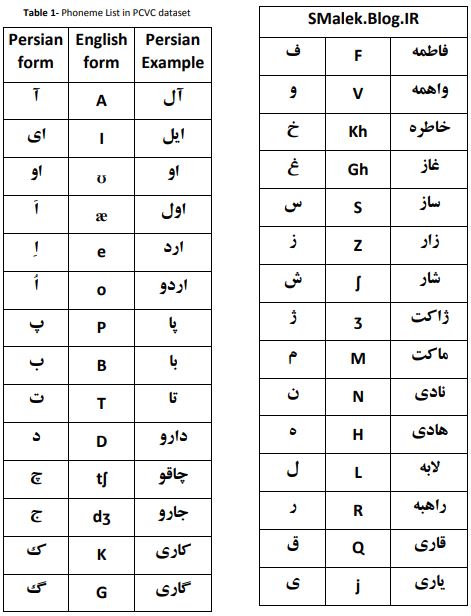 Table 1- Phoneme List in PCVC dataset
Persian form English form Persian Example
آ A آل
ای I ایل
او ʊ او
اَ æ اول
اِ e ارد
اُ o اردو
پ P پا
ب B با
ت T تا
د D دارو
چ tʃ چاقو
ج dʒ جارو
ک K کاری
گ G گاری
SMalek.Blog.IR
ف F فاطمه
و V واهمه
خ Kh خاطره
غ Gh غاز
س S ساز
ز Z زار
ش ʃ شار
ژ ʒ ژاکت
م M ماکت
ن N نادی
ه H هادی
ل L لابه
ر R راهبه
ق Q قاری
ی j یاری